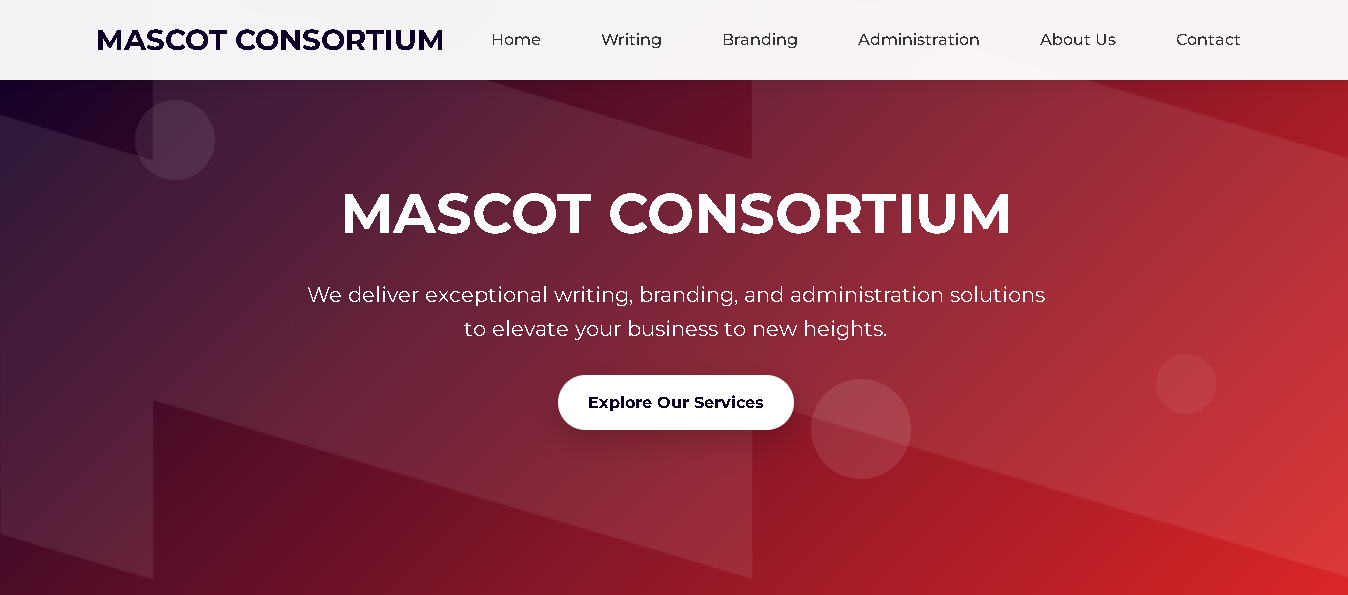 MASCOT CONSORTIUM Home Writing Branding Administration About Us Contact
MASCOT CONSORTIUM
We deliver exceptional writing, branding, and administration solutions
to elevate your business to new heights.
Explore Our Services